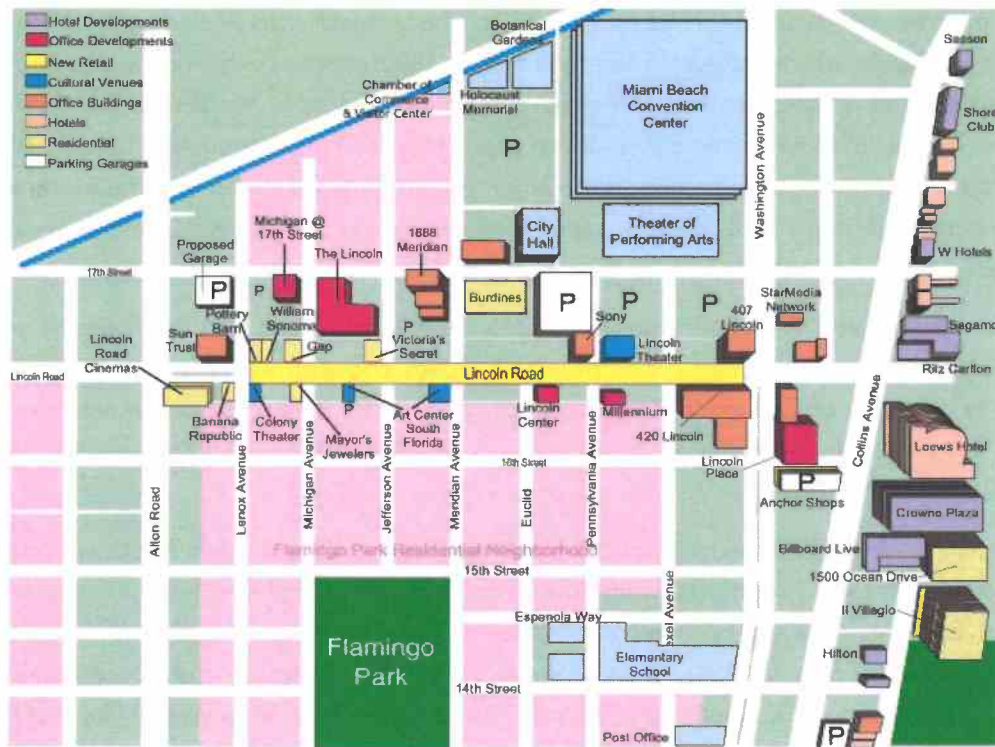 Hotel Developments
Office Developments
New Retail
Cultural Venues
Office Buildings
Hotels
Residential
Parking Garages
Botanical
Gardens
Chamber of
Commerce
& Visitor Center
Holocaust
Memorial
P
Miami Beach
Convention
Center
Washington Avenue
Sasson
Shore
Club
Michigan @
17th Street
1688
Meridian
City
Hall
Theater of
Performing Arts
Proposed
Garage
The Lincoln
W Hotels
17th Street
P
P
Burdines
P
P
P
StarMedia
Network
Pottery
Barn
William
Sonoma
P
Sony
407
Lincoln
Sagamo
Sun
Trust
Gap
Victoria's
Secret
Lincoln
Theater
Lincoln
Road
Cinemas
Lincoln Road
Lincoln Road
Ritz Carlton
Banana
Republic
Colony
Theater
P
Mayor's
Jewelers
Art Center
South
Florida
Lincoln
Center
Millennium
420 Lincoln
Collins Avenue
Loews Hotel
16th Street
Lincoln
Place
P
Anchor Shops
Alton Road
Lenox Avenue
Michigan Avenue
Jefferson Avenue
Meridian Avenue
Euclid
Pennsylvania Avenue
Crowne Plaza
Flamingo Park Residential Neighborhood
Billboard Live
15th Street
1500 Ocean Drive
Espanola Way
exel Avenue
Il Villagio
Flamingo
Park
Elementary
School
Hilton
14th Street
Post Office
P